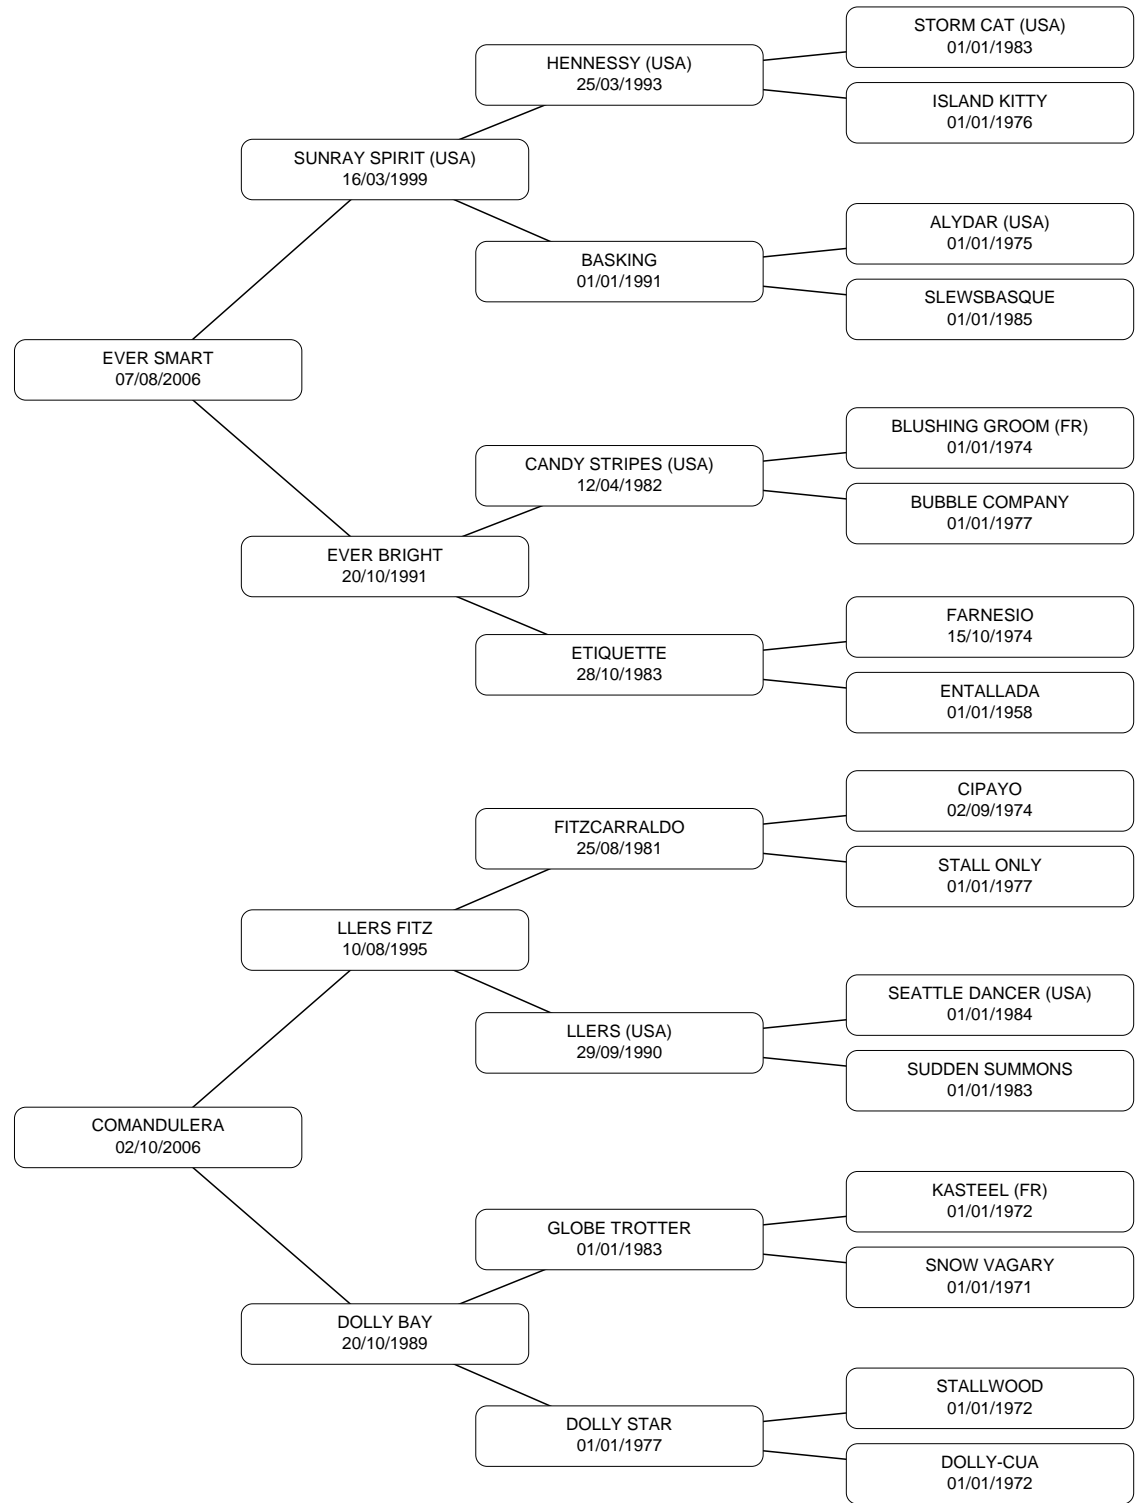 STORM CAT (USA)
01/01/1983
HENNESSY (USA)
25/03/1993
ISLAND KITTY
01/01/1976
SUNRAY SPIRIT (USA)
16/03/1999
ALYDAR (USA)
01/01/1975
BASKING
01/01/1991
SLEWSBASQUE
01/01/1985
EVER SMART
07/08/2006
BLUSHING GROOM (FR)
01/01/1974
CANDY STRIPES (USA)
12/04/1982
BUBBLE COMPANY
01/01/1977
EVER BRIGHT
20/10/1991
FARNESIO
15/10/1974
ETIQUETTE
28/10/1983
ENTALLADA
01/01/1958
CIPAYO
02/09/1974
FITZCARRALDO
25/08/1981
STALL ONLY
01/01/1977
LLERS FITZ
10/08/1995
SEATTLE DANCER (USA)
01/01/1984
LLERS (USA)
29/09/1990
SUDDEN SUMMONS
01/01/1983
COMANDULERA
02/10/2006
KASTEEL (FR)
01/01/1972
GLOBE TROTTER
01/01/1983
SNOW VAGARY
01/01/1971
DOLLY BAY
20/10/1989
STALLWOOD
01/01/1972
DOLLY STAR
01/01/1977
DOLLY-CUA
01/01/1972